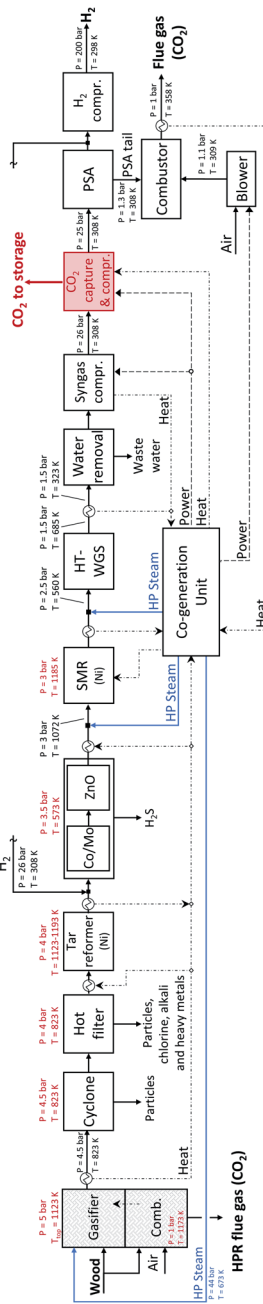 P = 5 bar
T_top = 1123 K
Gasifier
Comb.
P = 1 bar
T = 1173 K
Wood
Air
HP Steam
P = 44 bar
T = 673 K
HPR flue gas (CO₂)
P = 4.5 bar
T = 823 K
P = 4.5 bar
T = 823 K
Cyclone
Particles
Heat
P = 4 bar
T = 823 K
Hot
filter
Particles,
chlorine, alkali
and heavy metals
P = 4 bar
T = 1123-1193 K
Tar
reformer
(Ni)
H₂
P = 26 bar
T = 308 K
P = 3.5 bar
T = 573 K
Co/Mo
ZnO
H₂S
P = 3 bar
T = 1072 K
HP Steam
P = 3 bar
T = 1185 K
SMR
(Ni)
P = 2.5 bar
T = 560 K
HP Steam
HT-
WGS
P = 1.5 bar
T = 685 K
P = 1.5 bar
T = 323 K
Water
removal
Waste
water
Syngas
compr.
Heat
P = 26 bar
T = 308 K
CO₂ to storage
CO₂
capture
& compr.
P = 25 bar
T = 308 K
PSA
PSA tail
P = 1.3 bar
T = 308 K
H₂
compr.
P = 200 bar
T = 298 K
H₂
Combustor
P = 1 bar
T = 358 K
Flue gas
(CO₂)
P = 1.1 bar
T = 309 K
Blower
Air
Co-generation
Unit
Power
Heat
Power
Heat